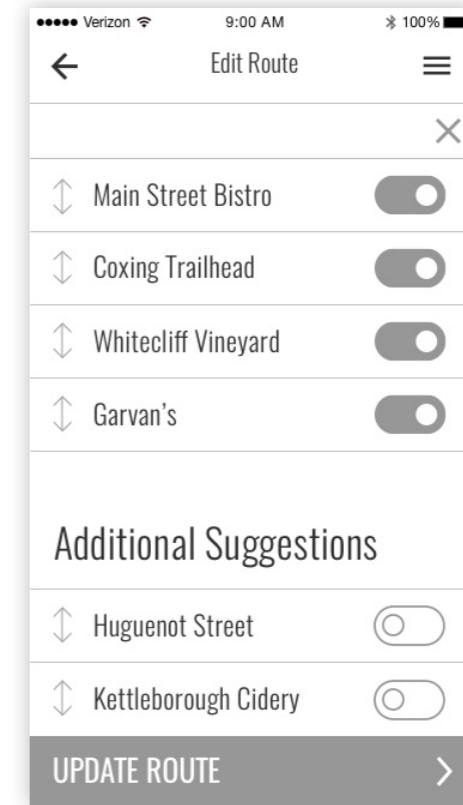 Verizon 9:00 AM 100%
Edit Route
Main Street Bistro
Coxing Trailhead
Whitecliff Vineyard
Garvan's
Additional Suggestions
Huguenot Street
Kettleborough Cidery
UPDATE ROUTE